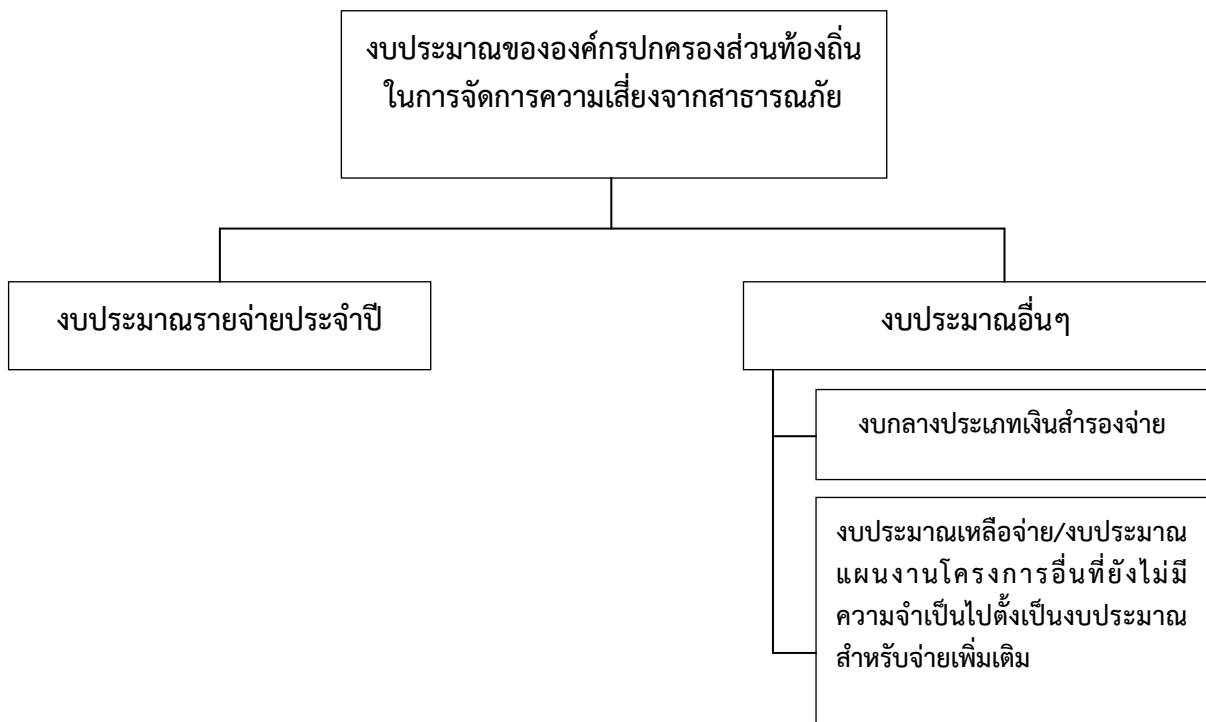 งบประมาณขององค์กรปกครองส่วนท้องถิ่น
ในการจัดการความเสี่ยงจากสาธารณภัย
งบประมาณรายจ่ายประจำปี
งบประมาณอื่นๆ
งบกลางประเภทเงินสำรองจ่าย
งบประมาณเหลือจ่าย/งบประมาณ
แผนงานโครงการอื่นที่ยังไม่มี
ความจำเป็นไปตั้งเป็นงบประมาณ
สำหรับจ่ายเพิ่มเติม